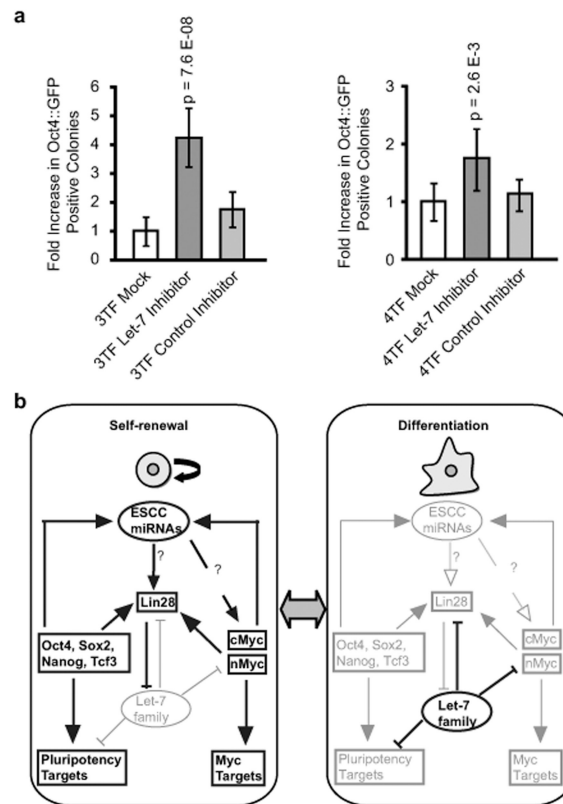 a
Fold Increase in Oct4::GFP
Positive Colonies
6
5
4
3
2
1
0
p = 7.6 E-08
3TF Mock
3TF Let-7 Inhibitor
3TF Control Inhibitor
Fold Increase in Oct4::GFP
Positive Colonies
3
2
1
0
p = 2.6 E-3
4TF Mock
4TF Let-7 Inhibitor
4TF Control Inhibitor
b
Self-renewal
ESCC
miRNAs
?
?
Lin28
cMyc
nMyc
Oct4, Sox2,
Nanog, Tcf3
Let-7
family
Pluripotency
Targets
Myc
Targets
Differentiation
ESCC
miRNAs
?
?
Lin28
cMyc
nMyc
Oct4, Sox2,
Nanog, Tcf3
Let-7
family
Pluripotency
Targets
Myc
Targets